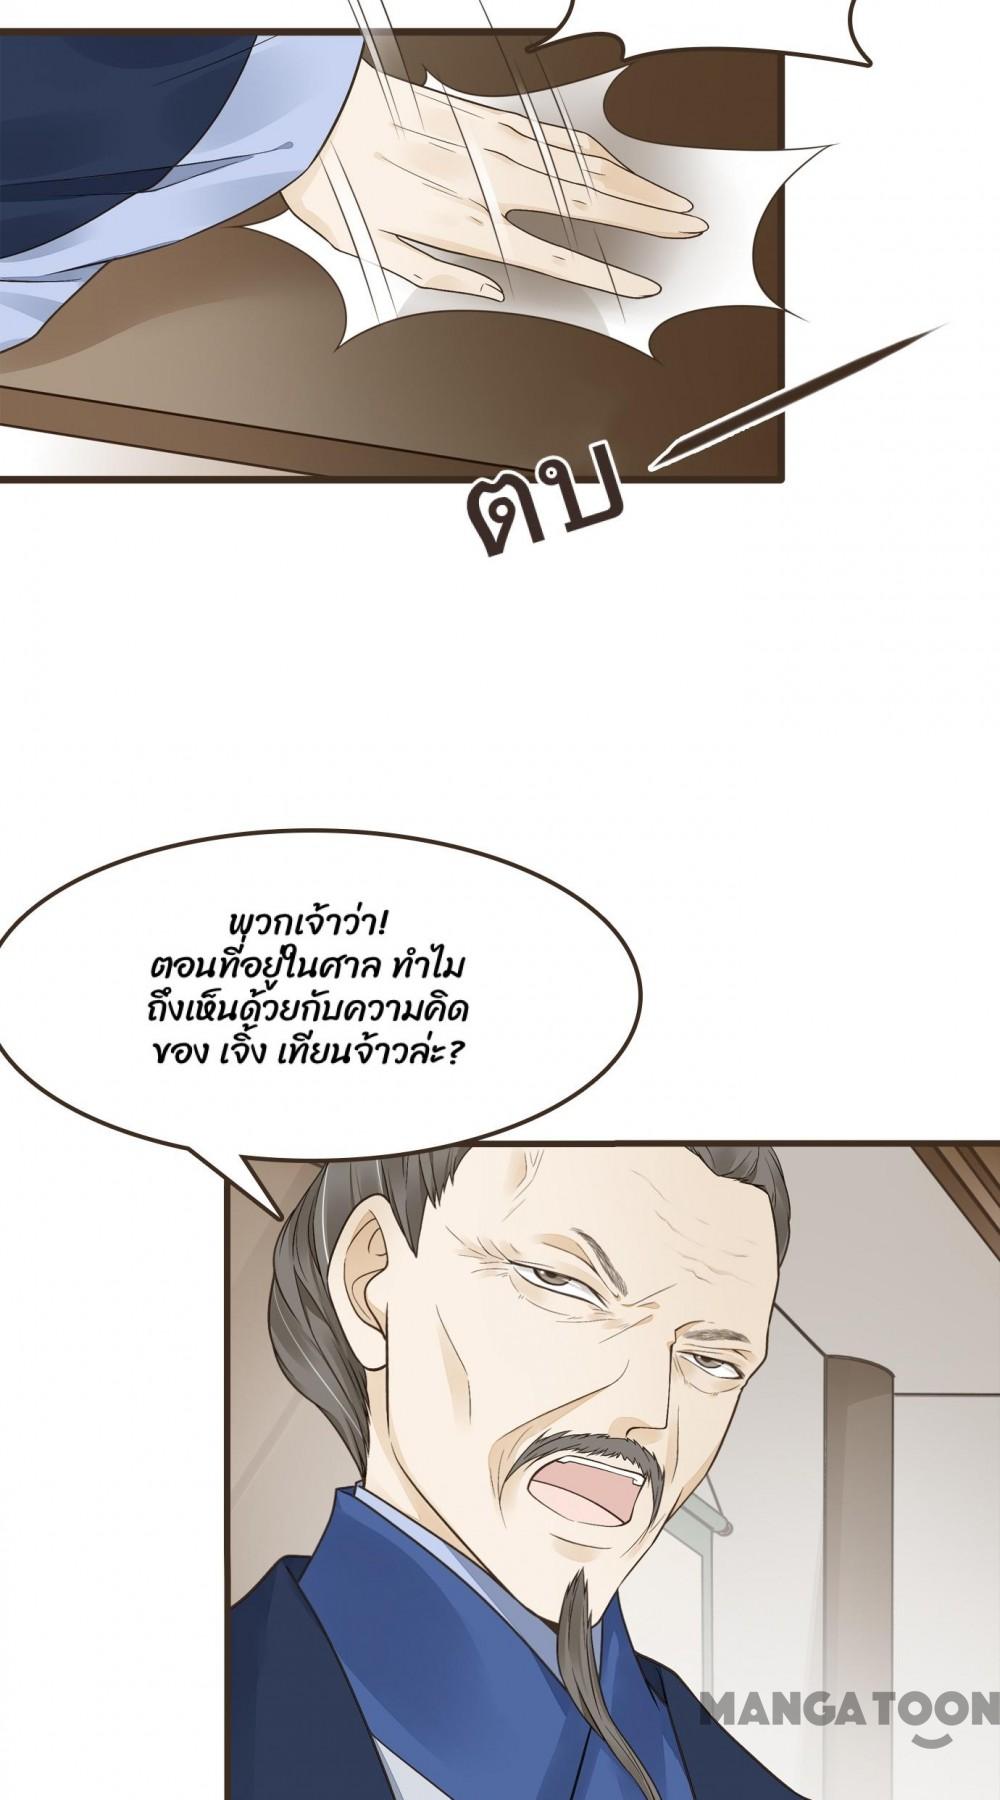 ตบ
พวกเจ้าว่า!
ตอนที่อยู่ในศาล ทำไม
ถึงเห็นด้วยกับความคิด
ของ เจิ้ง เทียนจ้าวล่ะ?
MANGATOON